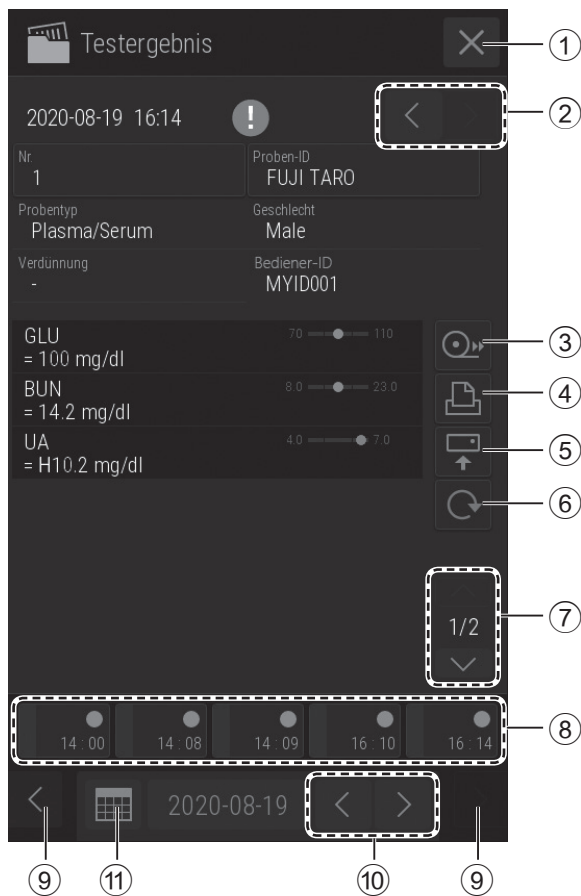 Testergebnis
①
2020-08-19 16:14 !
②
Nr. Proben-ID
1 FUJI TARO
Probentyp Geschlecht
Plasma/Serum Male
Verdünnung Bediener-ID
- MYID001
GLU 70 110
③
= 100 mg/dl
BUN 8.0 23.0
④
= 14.2 mg/dl
UA 4.0 7.0
⑤
= H10.2 mg/dl
⑥
1/2
⑦
⑧
14 : 00 14 : 08 14 : 09 16 : 10 16 : 14
2020-08-19
⑨ ⑪ ⑩ ⑨